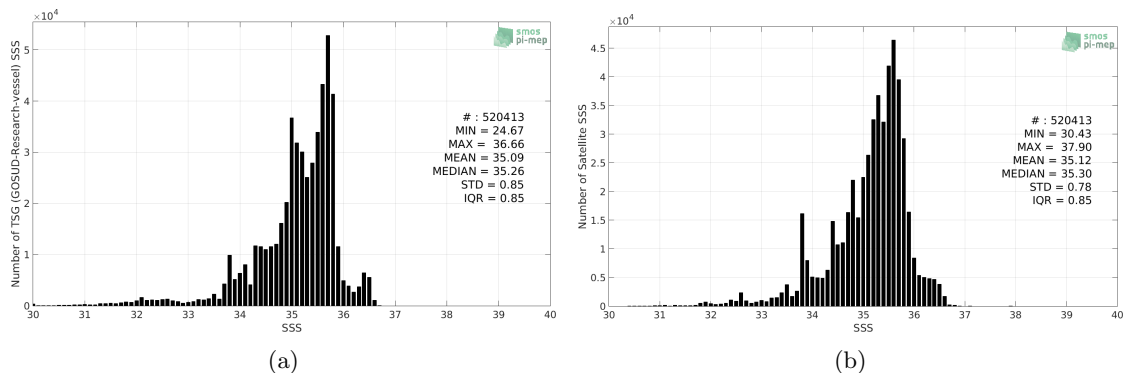 ×10⁴
smos
pi-mep
Number of TSG (GOSUD-Research-vessel) SSS
5
4
3
2
1
0
# : 520413
MIN = 24.67
MAX = 36.66
MEAN = 35.09
MEDIAN = 35.26
STD = 0.85
IQR = 0.85
30 31 32 33 34 35 36 37 38 39 40
SSS
(a)
×10⁴
smos
pi-mep
Number of Satellite SSS
4.5
4
3.5
3
2.5
2
1.5
1
0.5
0
# : 520413
MIN = 30.43
MAX = 37.90
MEAN = 35.12
MEDIAN = 35.30
STD = 0.78
IQR = 0.85
30 31 32 33 34 35 36 37 38 39 40
SSS
(b)